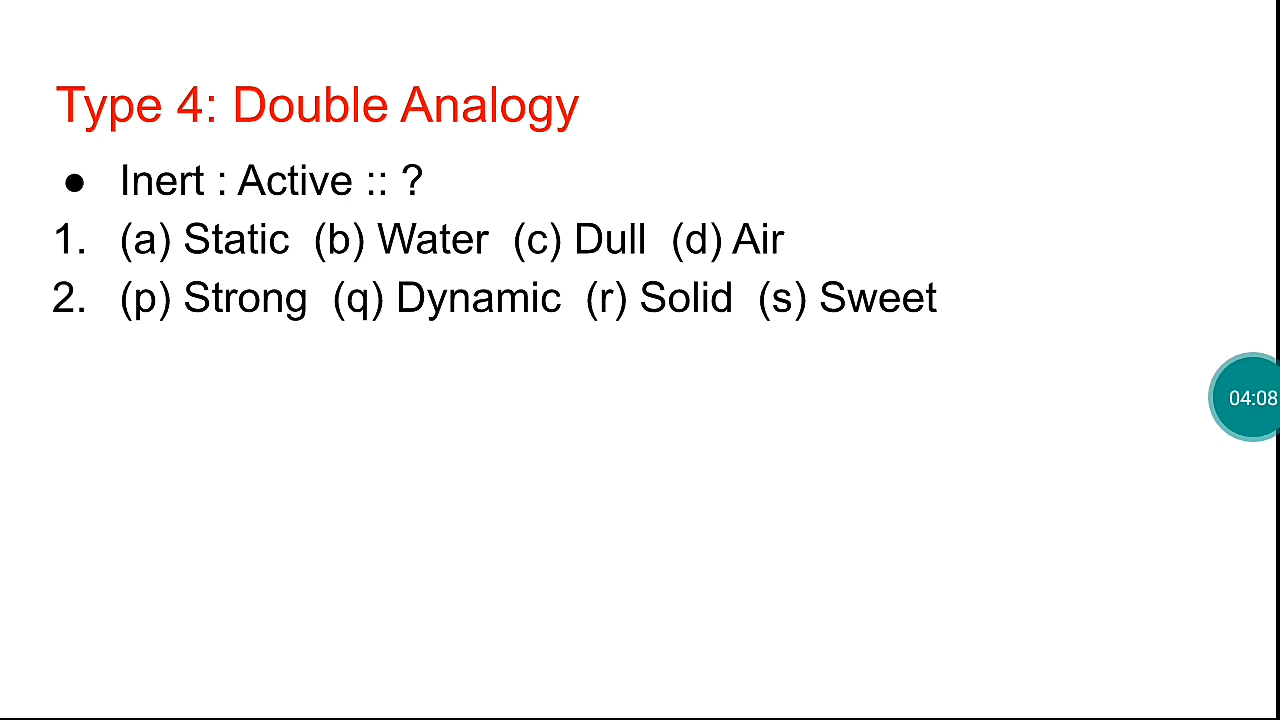 Type 4: Double Analogy
● Inert : Active :: ?
1. (a) Static (b) Water (c) Dull (d) Air
2. (p) Strong (q) Dynamic (r) Solid (s) Sweet
04:08